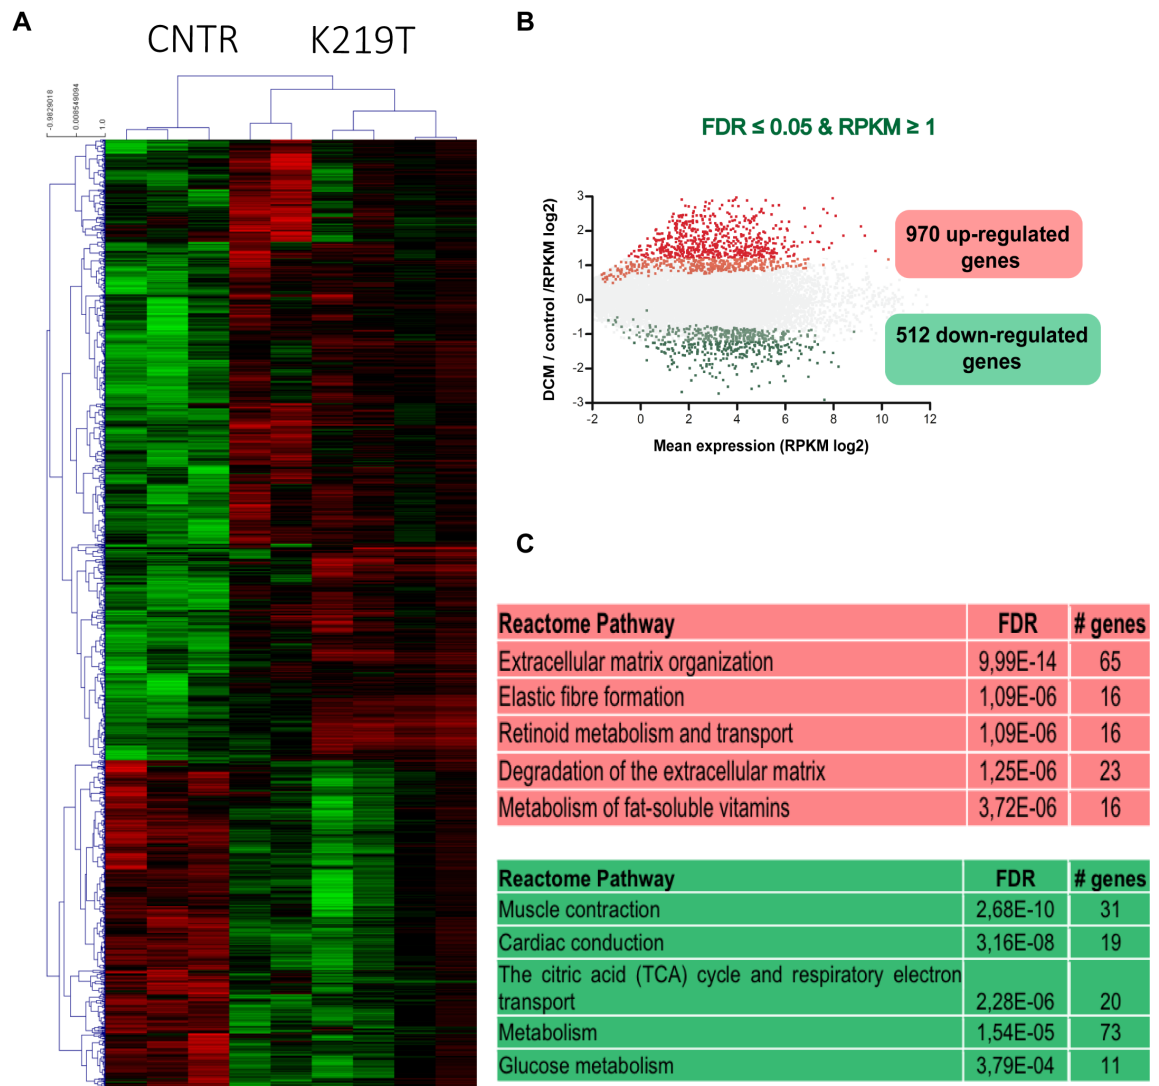 A
CNTR K219T
-0.9829018
0.008549094
1.0
B
FDR ≤ 0.05 & RPKM ≥ 1
DCM / control /RPKM log2)
3
2
1
0
-1
-2
-3
-2 0 2 4 6 8 10 12
Mean expression (RPKM log2)
970 up-regulated
genes
512 down-regulated
genes
C
Reactome Pathway FDR # genes
Extracellular matrix organization 9,99E-14 65
Elastic fibre formation 1,09E-06 16
Retinoid metabolism and transport 1,09E-06 16
Degradation of the extracellular matrix 1,25E-06 23
Metabolism of fat-soluble vitamins 3,72E-06 16
Reactome Pathway FDR # genes
Muscle contraction 2,68E-10 31
Cardiac conduction 3,16E-08 19
The citric acid (TCA) cycle and respiratory electron
transport 2,28E-06 20
Metabolism 1,54E-05 73
Glucose metabolism 3,79E-04 11